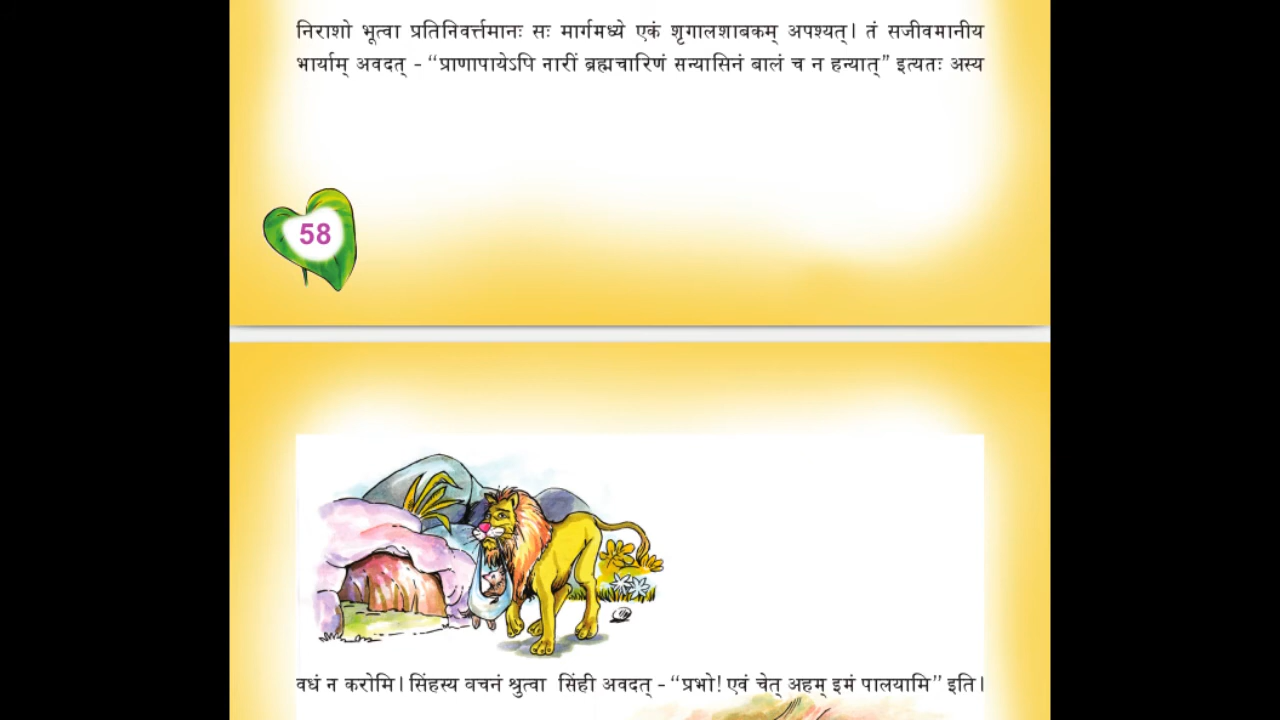 निराशो भूत्वा प्रतिनिवर्त्तमानः सः मार्गमध्ये एकं शृगालशाबकम् अपश्यत्। तं सजीवमानीय
भार्याम् अवदत् - “प्राणापायेऽपि नारीं ब्रह्मचारिणं सन्यासिनं बालं च न हन्यात्” इत्यतः अस्य
58
वधं न करोमि। सिंहस्य वचनं श्रुत्वा सिंही अवदत् - “प्रभो! एवं चेत् अहम् इमं पालयामि” इति।